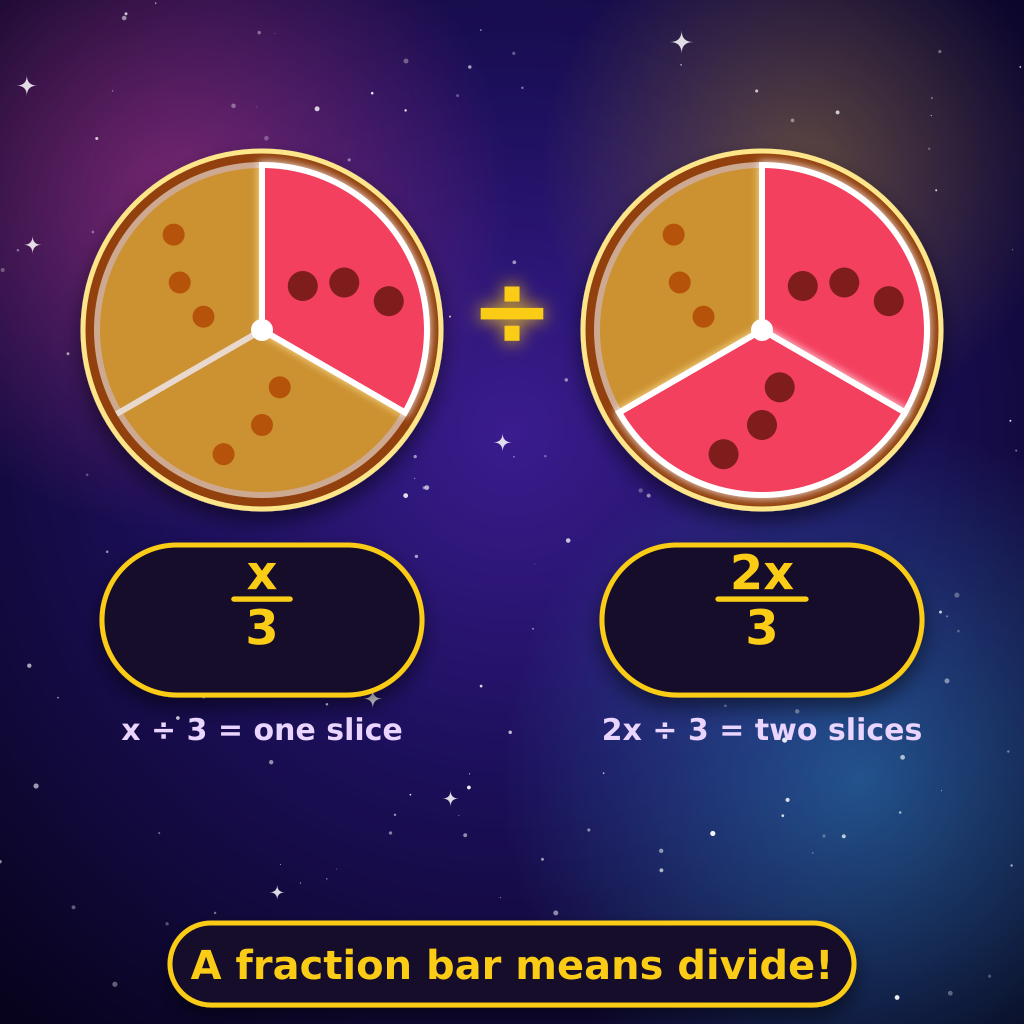 ÷
x
3
2x
3
x ÷ 3 = one slice
2x ÷ 3 = two slices
A fraction bar means divide!